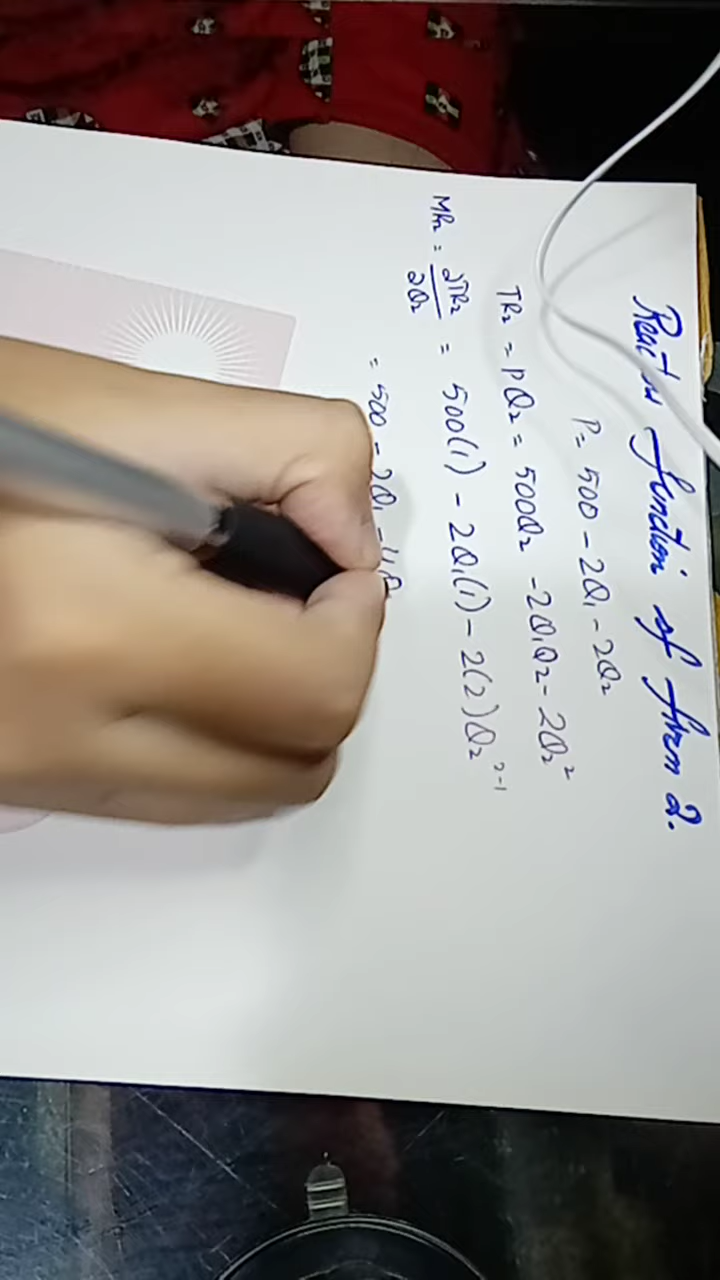 Reaction function of firm 2.
P = 500 - 2Q₁ - 2Q₂
TR₂ = PQ₂ = 500Q₂ - 2Q₁Q₂ - 2Q₂²
MR₂ = ∂TR₂/∂Q₂ = 500(1) - 2Q₁(1) - 2(2)Q₂²⁻¹
= 500 - 2Q₁ - 4Q